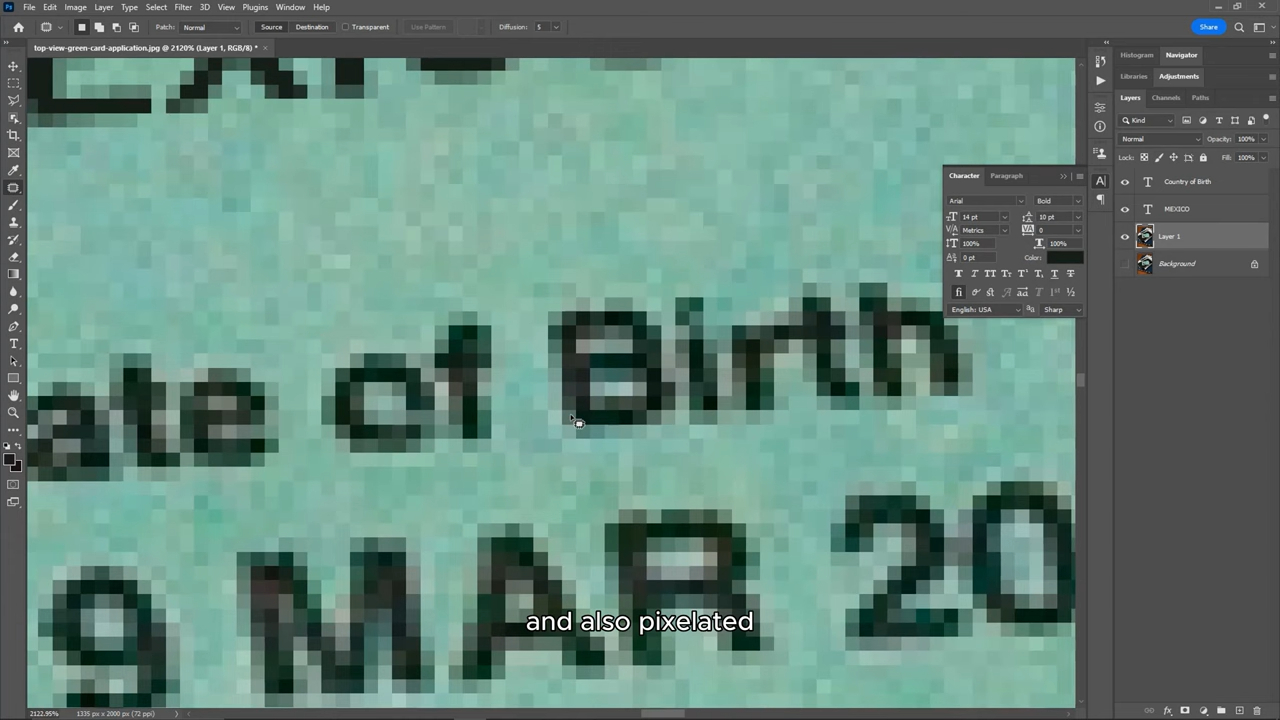 Ps File Edit Image Layer Type Select Filter 3D View Plugins Window Help
Patch: Normal Source Destination Transparent Use Pattern Diffusion: 5 Share
top-view-green-card-application.jpg @ 2120% (Layer 1, RGB/8) * ×
Histogram Navigator
Libraries Adjustments
Layers Channels Paths
Kind
Normal Opacity: 100%
Lock: Fill: 100%
Country of Birth
MEXICO
Layer 1
Background
Character Paragraph
Arial Bold
14 pt 10 pt
Metrics 0
100% 100%
0 pt Color:
English: USA Sharp
ate of Birth
9 MAR 20
and also pixelated
2122.95% 1335 px x 2000 px (72 ppi)